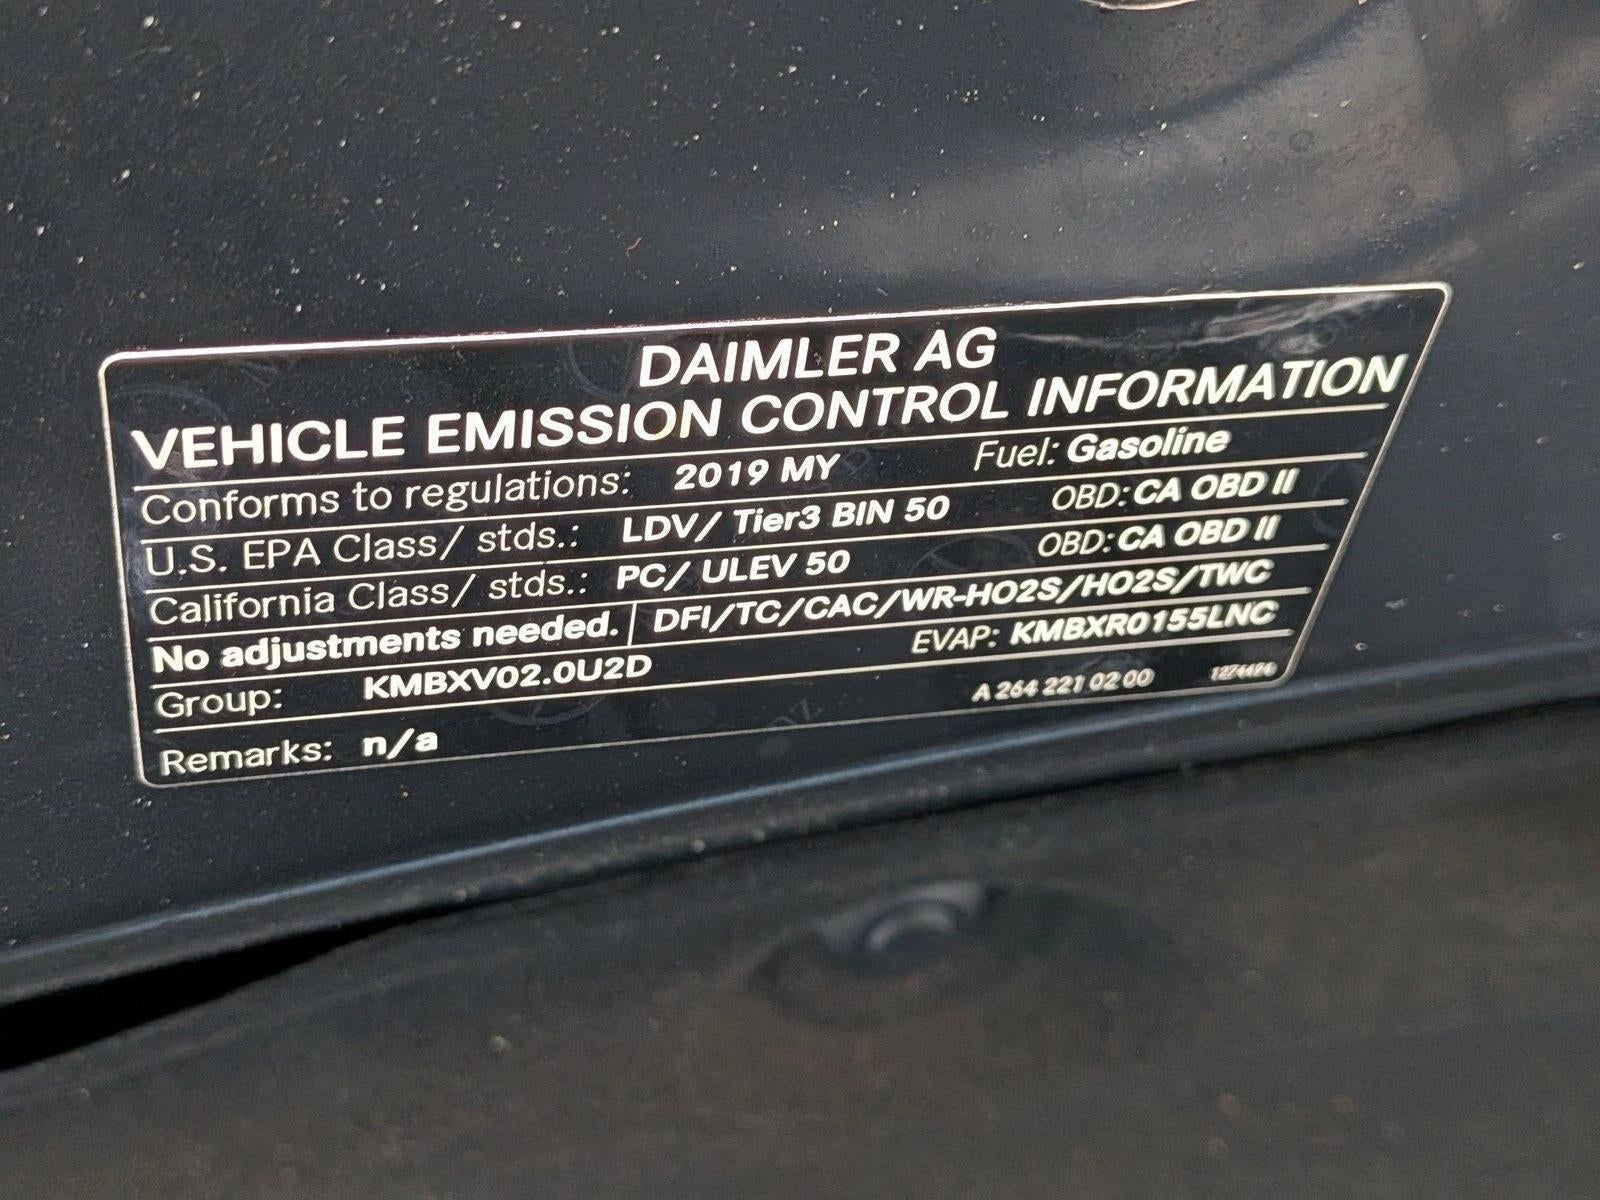 DAIMLER AG
VEHICLE EMISSION CONTROL INFORMATION
Conforms to regulations: 2019 MY Fuel: Gasoline
U.S. EPA Class/ stds.: LDV/ Tier3 BIN 50 OBD: CA OBD II
California Class/ stds.: PC/ ULEV 50 OBD: CA OBD II
No adjustments needed. DFI/TC/CAC/WR-HO2S/HO2S/TWC
Group: KMBXV02.0U2D EVAP: KMBXR0155LNC
Remarks: n/a A 264 221 02 00